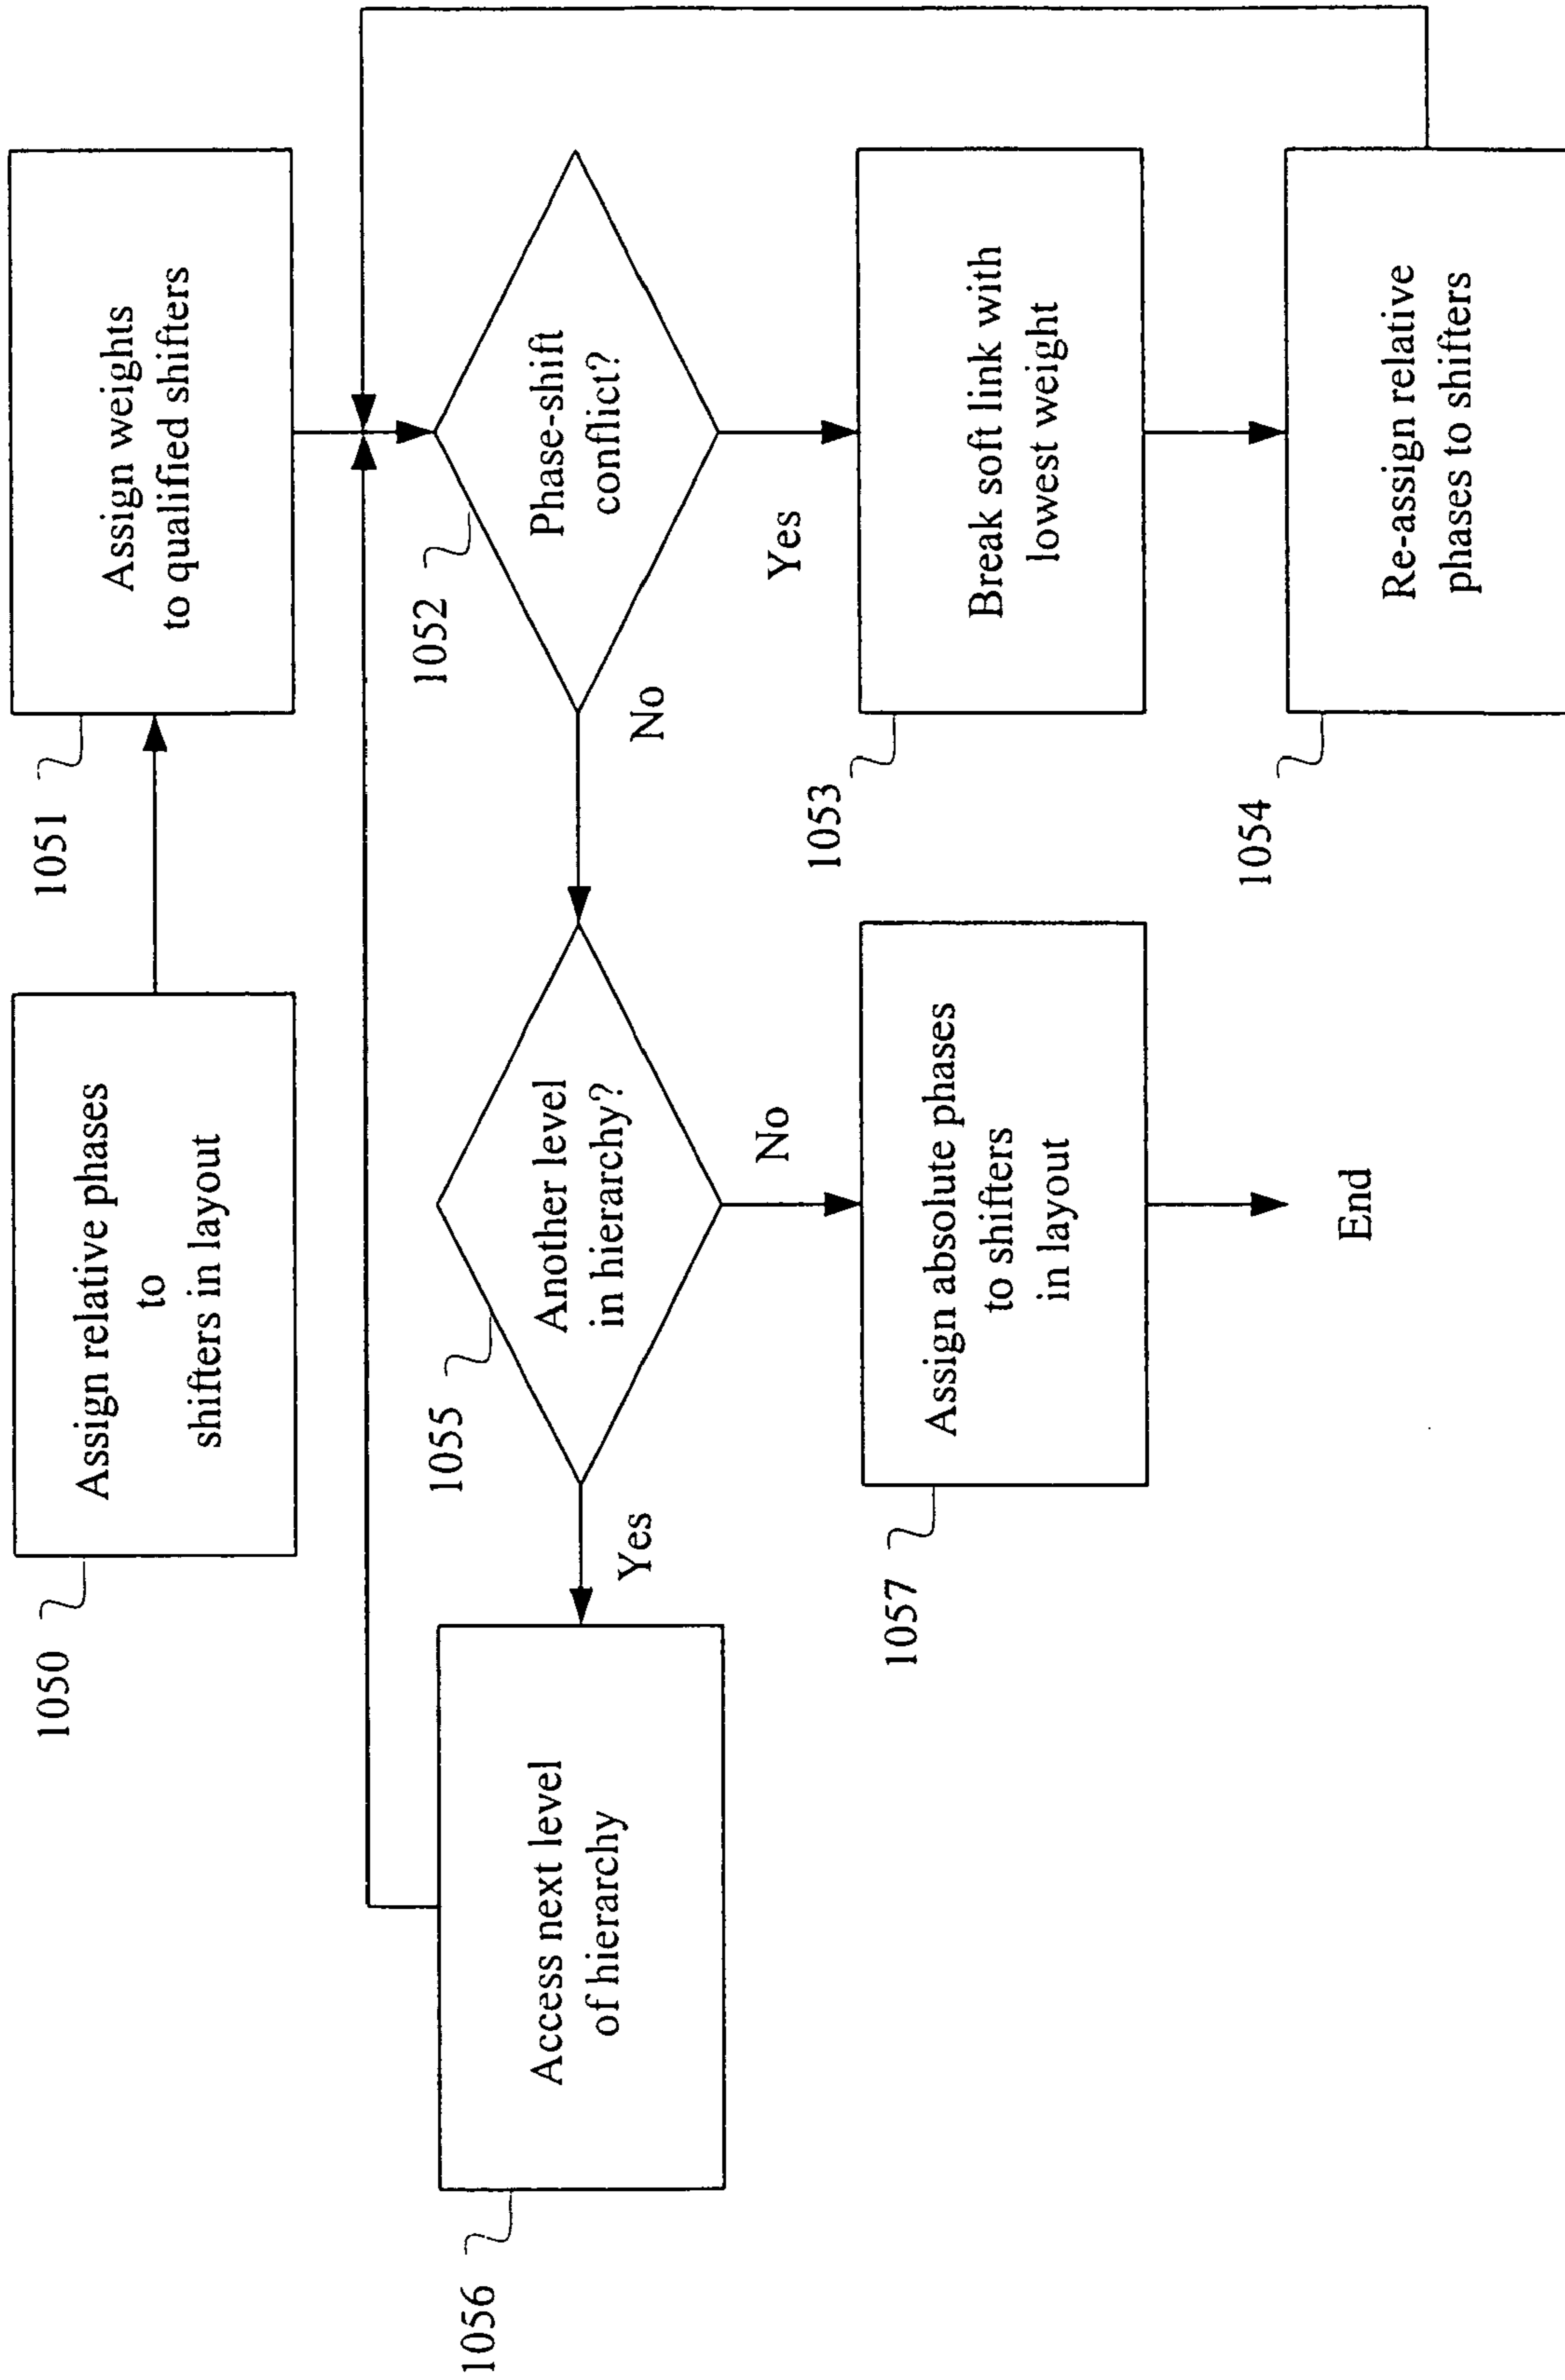 1050
Assign relative phases
to
shifters in layout
1051
Assign weights
to qualified shifters
1052
Phase-shift
conflict?
Yes
No
1053
Break soft link with
lowest weight
1054
Re-assign relative
phases to shifters
1055
Another level
in hierarchy?
Yes
No
1056
Access next level
of hierarchy
1057
Assign absolute phases
to shifters
in layout
End